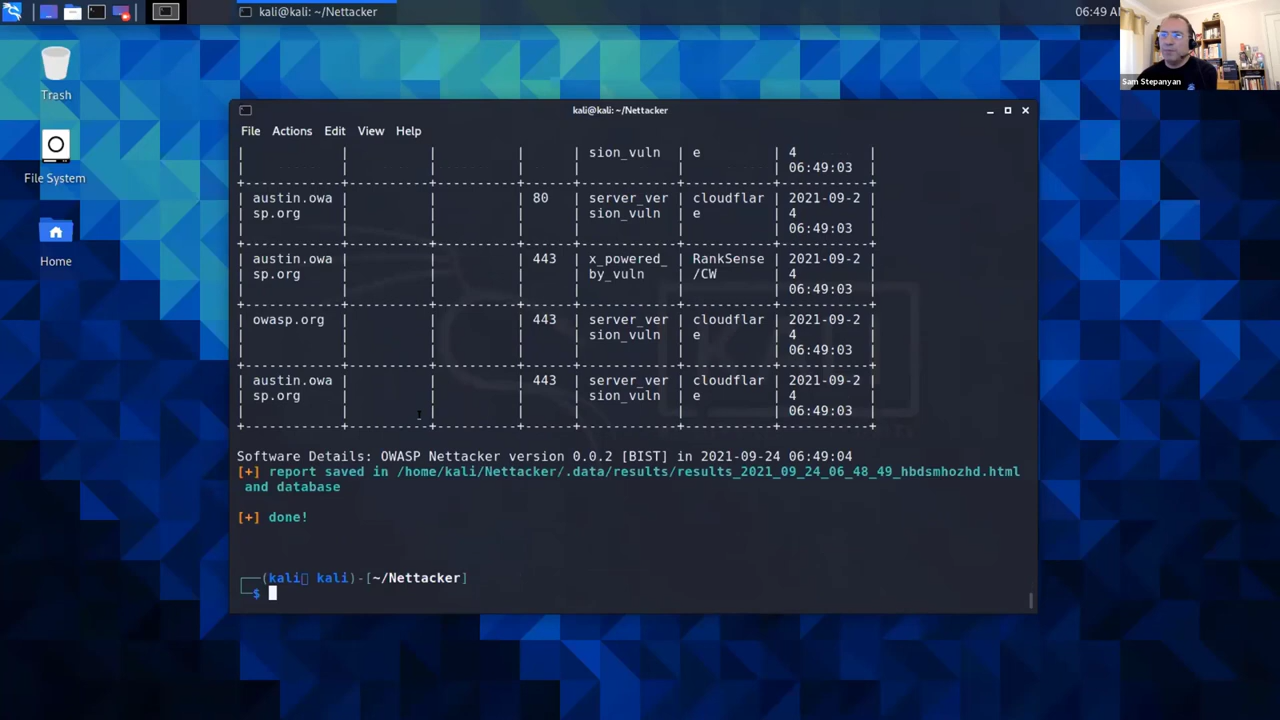 kali@kali: ~/Nettacker
06:49 A
Sam Stepanyan
Trash
File System
Home
kali@kali: ~/Nettacker
File Actions Edit View Help
| | | | | sion_vuln | e | 4 |
| | | | | | | 06:49:03 |
+------------+----------+----------+------+------------+-----------+-----------+
| austin.owa | | | 80 | server_ver | cloudflar | 2021-09-2 |
| sp.org | | | | sion_vuln | e | 4 |
| | | | | | | 06:49:03 |
+------------+----------+----------+------+------------+-----------+-----------+
| austin.owa | | | 443 | x_powered_ | RankSense | 2021-09-2 |
| sp.org | | | | by_vuln | /CW | 4 |
| | | | | | | 06:49:03 |
+------------+----------+----------+------+------------+-----------+-----------+
| owasp.org | | | 443 | server_ver | cloudflar | 2021-09-2 |
| | | | | sion_vuln | e | 4 |
| | | | | | | 06:49:03 |
+------------+----------+----------+------+------------+-----------+-----------+
| austin.owa | | | 443 | server_ver | cloudflar | 2021-09-2 |
| sp.org | | | | sion_vuln | e | 4 |
| | | | | | | 06:49:03 |
+------------+----------+----------+------+------------+-----------+-----------+
Software Details: OWASP Nettacker version 0.0.2 [BIST] in 2021-09-24 06:49:04
[+] report saved in /home/kali/Nettacker/.data/results/results_2021_09_24_06_48_49_hbdsmhozhd.html
and database
[+] done!
┌──(kali kali)-[~/Nettacker]
└─$